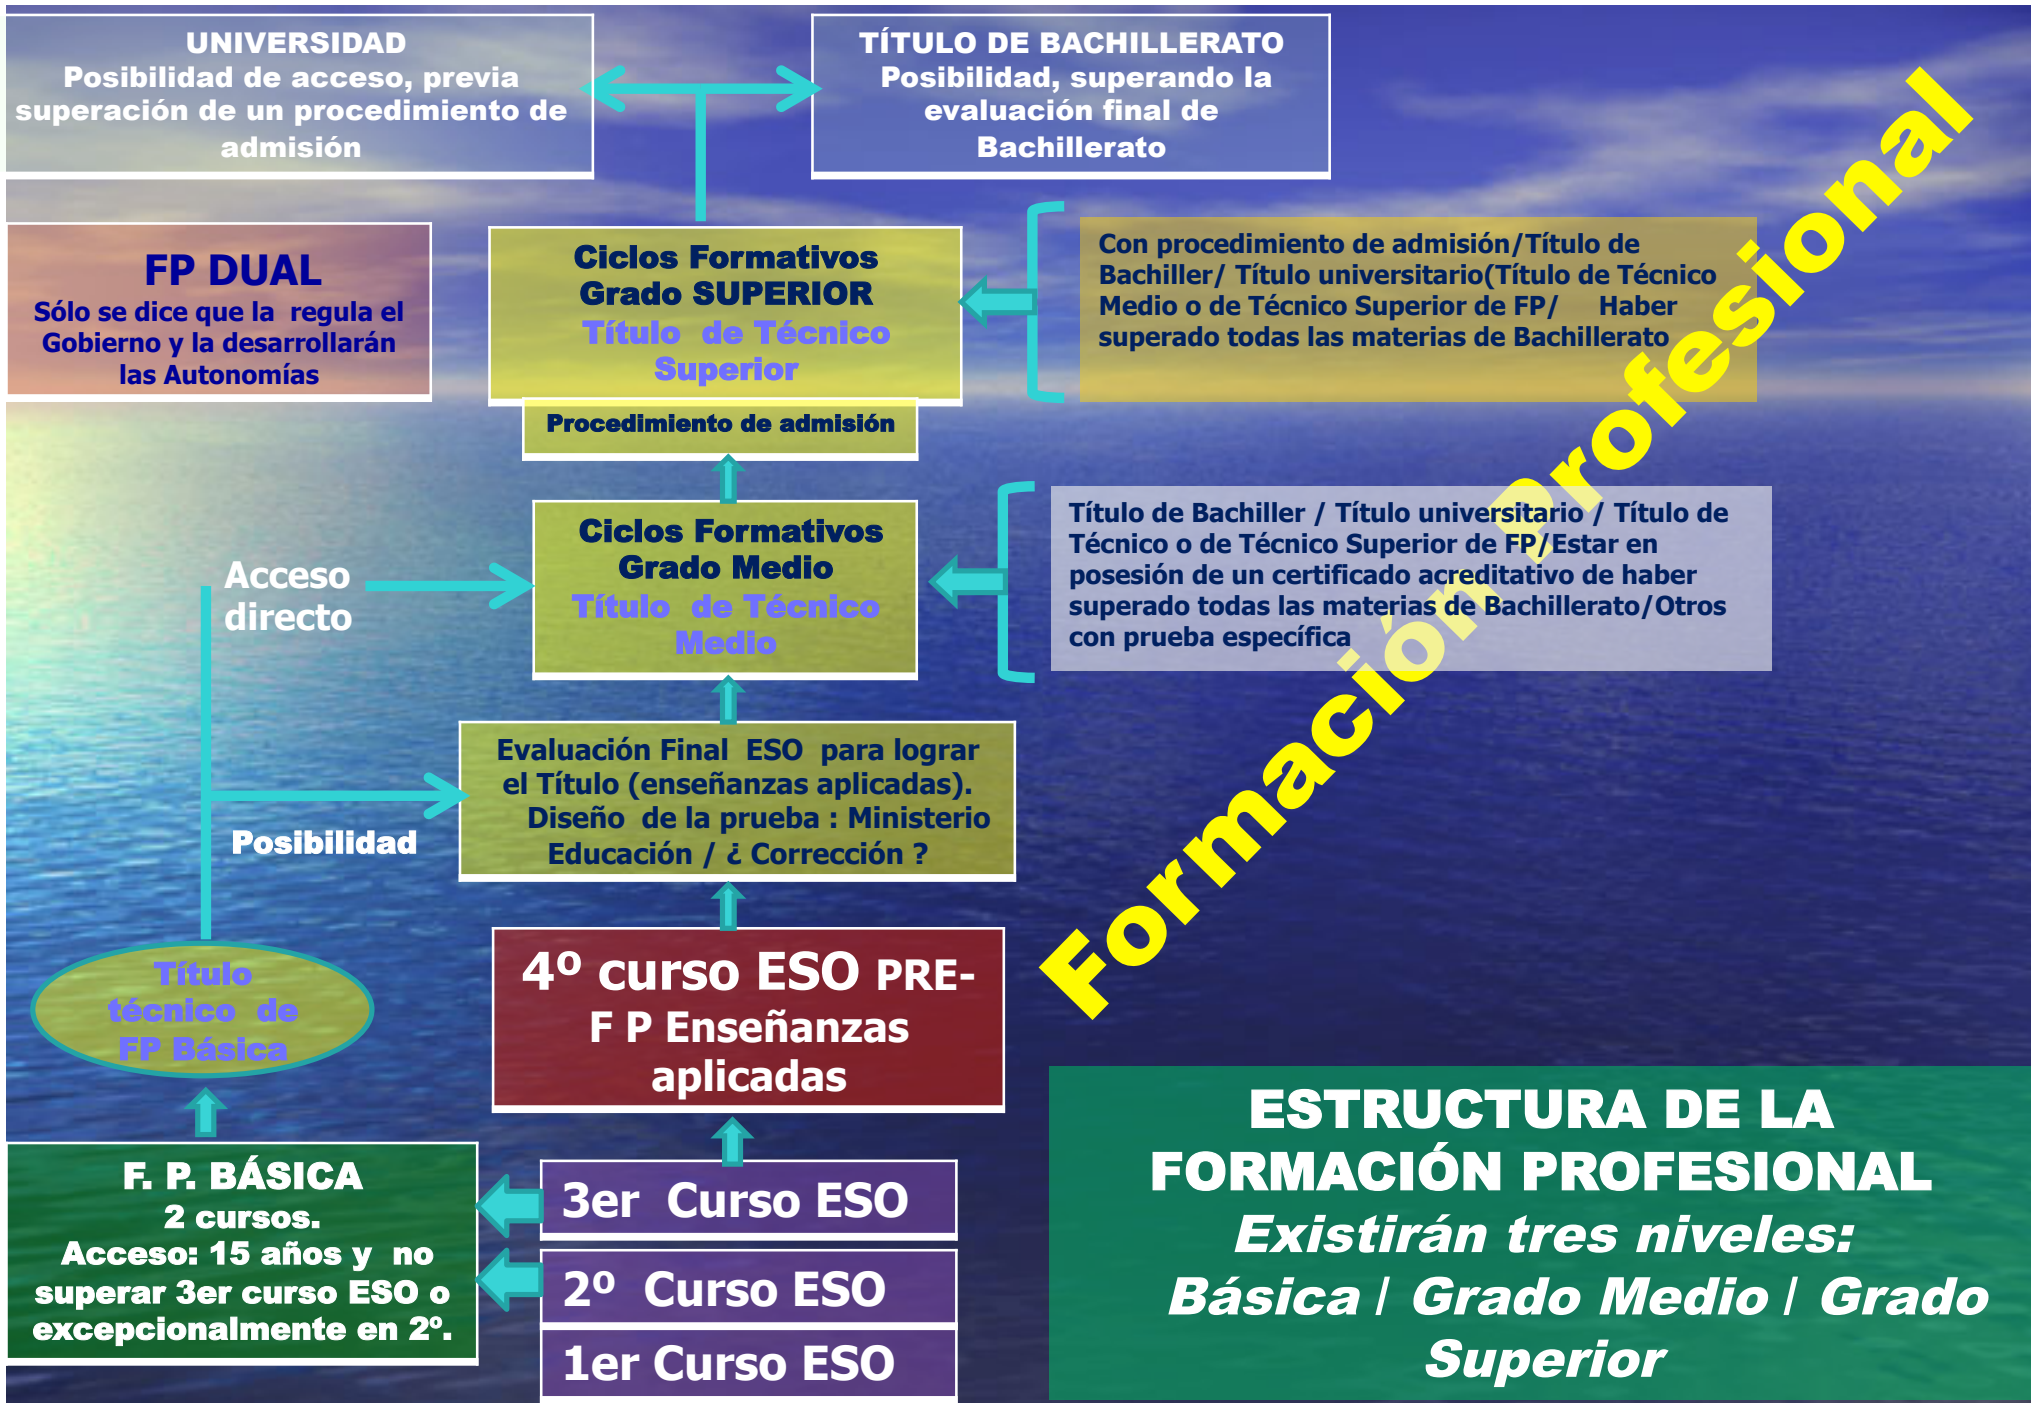 UNIVERSIDAD
Posibilidad de acceso, previa
superación de un procedimiento de
admisión
TÍTULO DE BACHILLERATO
Posibilidad, superando la
evaluación final de
Bachillerato
FP DUAL
Sólo se dice que la regula el
Gobierno y la desarrollarán
las Autonomías
Ciclos Formativos
Grado SUPERIOR
Título de Técnico
Superior
Procedimiento de admisión
Con procedimiento de admisión/Título de
Bachiller/ Título universitario(Título de Técnico
Medio o de Técnico Superior de FP/ Haber
superado todas las materias de Bachillerato
Formación Profesional
Acceso
directo
Ciclos Formativos
Grado Medio
Título de Técnico
Medio
Título de Bachiller / Título universitario / Título de
Técnico o de Técnico Superior de FP/Estar en
posesión de un certificado acreditativo de haber
superado todas las materias de Bachillerato/Otros
con prueba específica
Posibilidad
Evaluación Final ESO para lograr
el Título (enseñanzas aplicadas).
Diseño de la prueba : Ministerio
Educación / ¿ Corrección ?
Título
técnico de
FP Básica
4º curso ESO PRE-
F P Enseñanzas
aplicadas
F. P. BÁSICA
2 cursos.
Acceso: 15 años y no
superar 3er curso ESO o
excepcionalmente en 2º.
3er Curso ESO
2º Curso ESO
1er Curso ESO
ESTRUCTURA DE LA
FORMACIÓN PROFESIONAL
Existirán tres niveles:
Básica / Grado Medio / Grado
Superior